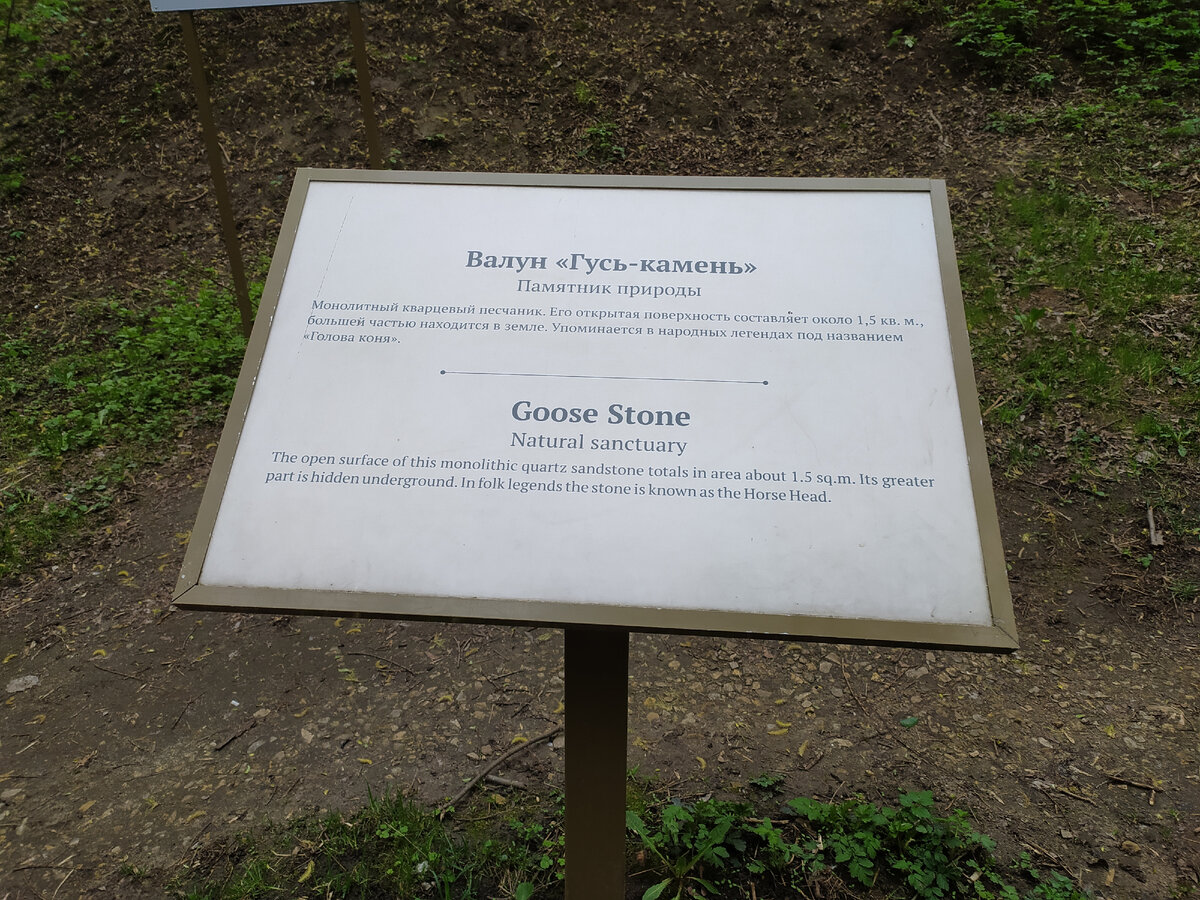 Валун «Гусь-камень»
Памятник природы
Монолитный кварцевый песчаник. Его открытая поверхность составляет около 1,5 кв. м.,
большей частью находится в земле. Упоминается в народных легендах под названием
«Голова коня».
Goose Stone
Natural sanctuary
The open surface of this monolithic quartz sandstone totals in area about 1.5 sq.m. Its greater
part is hidden underground. In folk legends the stone is known as the Horse Head.